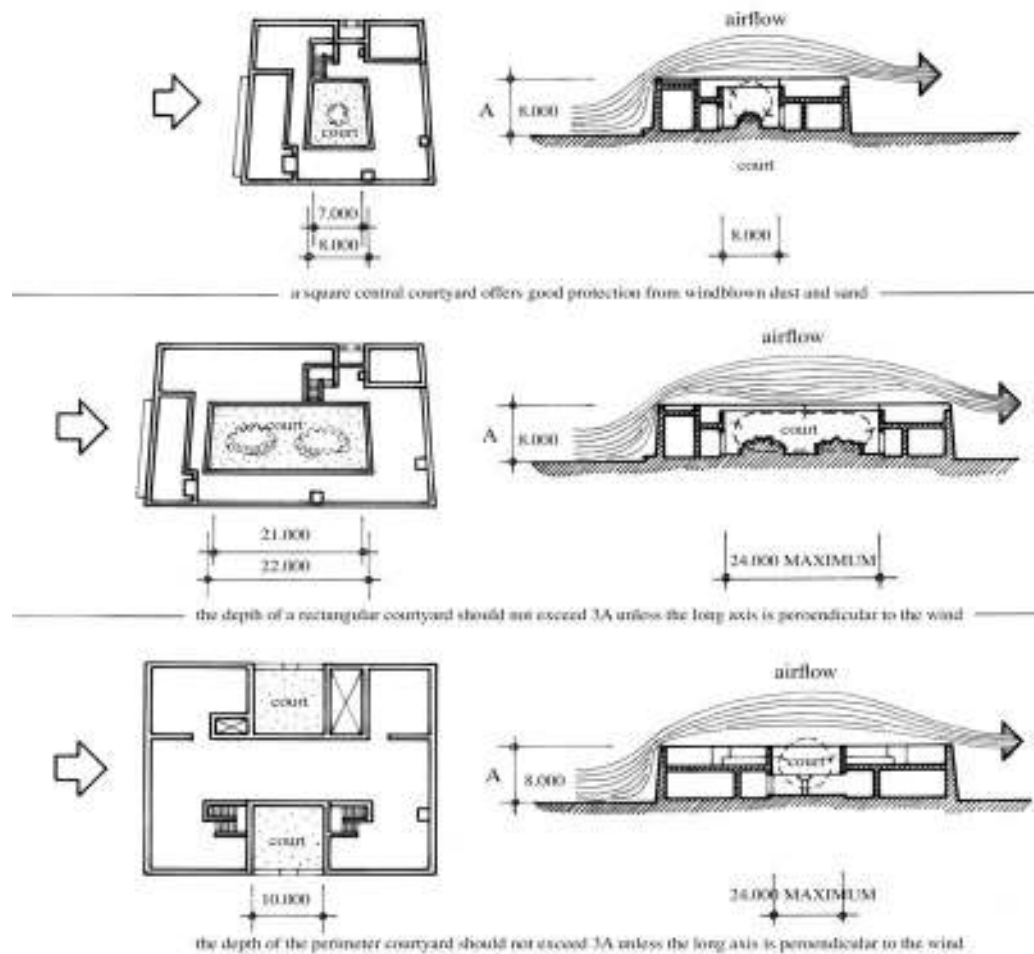 airflow
court
A
8.000
court
7.000
8.000
8.000
a square central courtyard offers good protection from windblown dust and sand
airflow
court
A
8.000
court
21.000
22.000
24.000 MAXIMUM
the depth of a rectangular courtyard should not exceed 3A unless the long axis is peroendicular to the wind
airflow
court
A
8.000
court
court
10.000
24.000 MAXIMUM
the depth of the perimeter courtyard should not exceed 3A unless the long axis is peroendicular to the wind